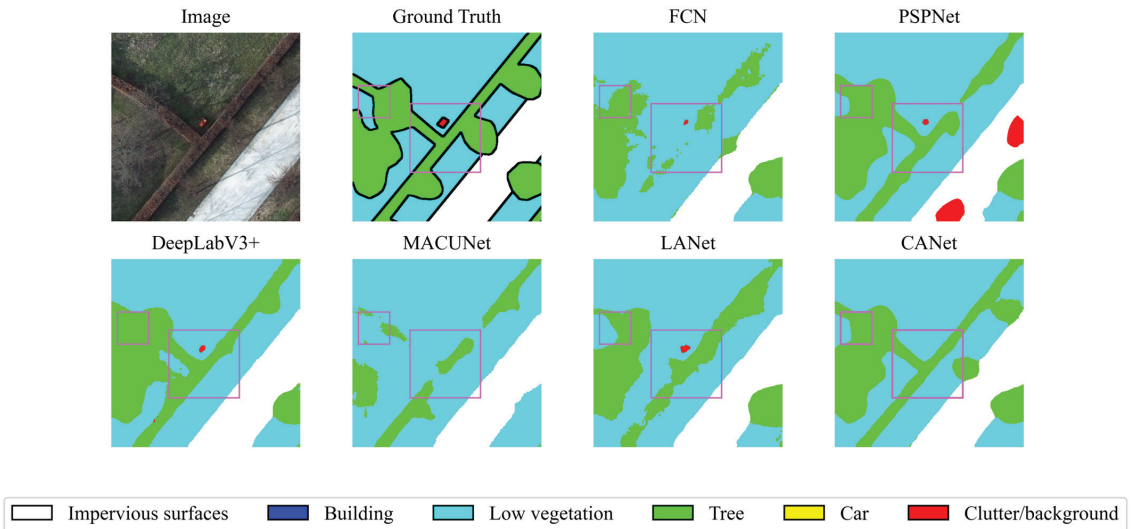 Image Ground Truth FCN PSPNet
DeepLabV3+ MACUNet LANet CANet
Impervious surfaces Building Low vegetation Tree Car Clutter/background